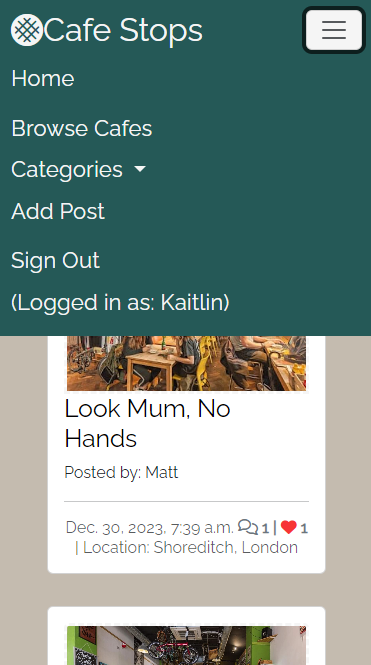 Cafe Stops
Home
Browse Cafes
Categories
Add Post
Sign Out
(Logged in as: Kaitlin)
Look Mum, No
Hands
Posted by: Matt
Dec. 30, 2023, 7:39 a.m. 1 | 1
| Location: Shoreditch, London